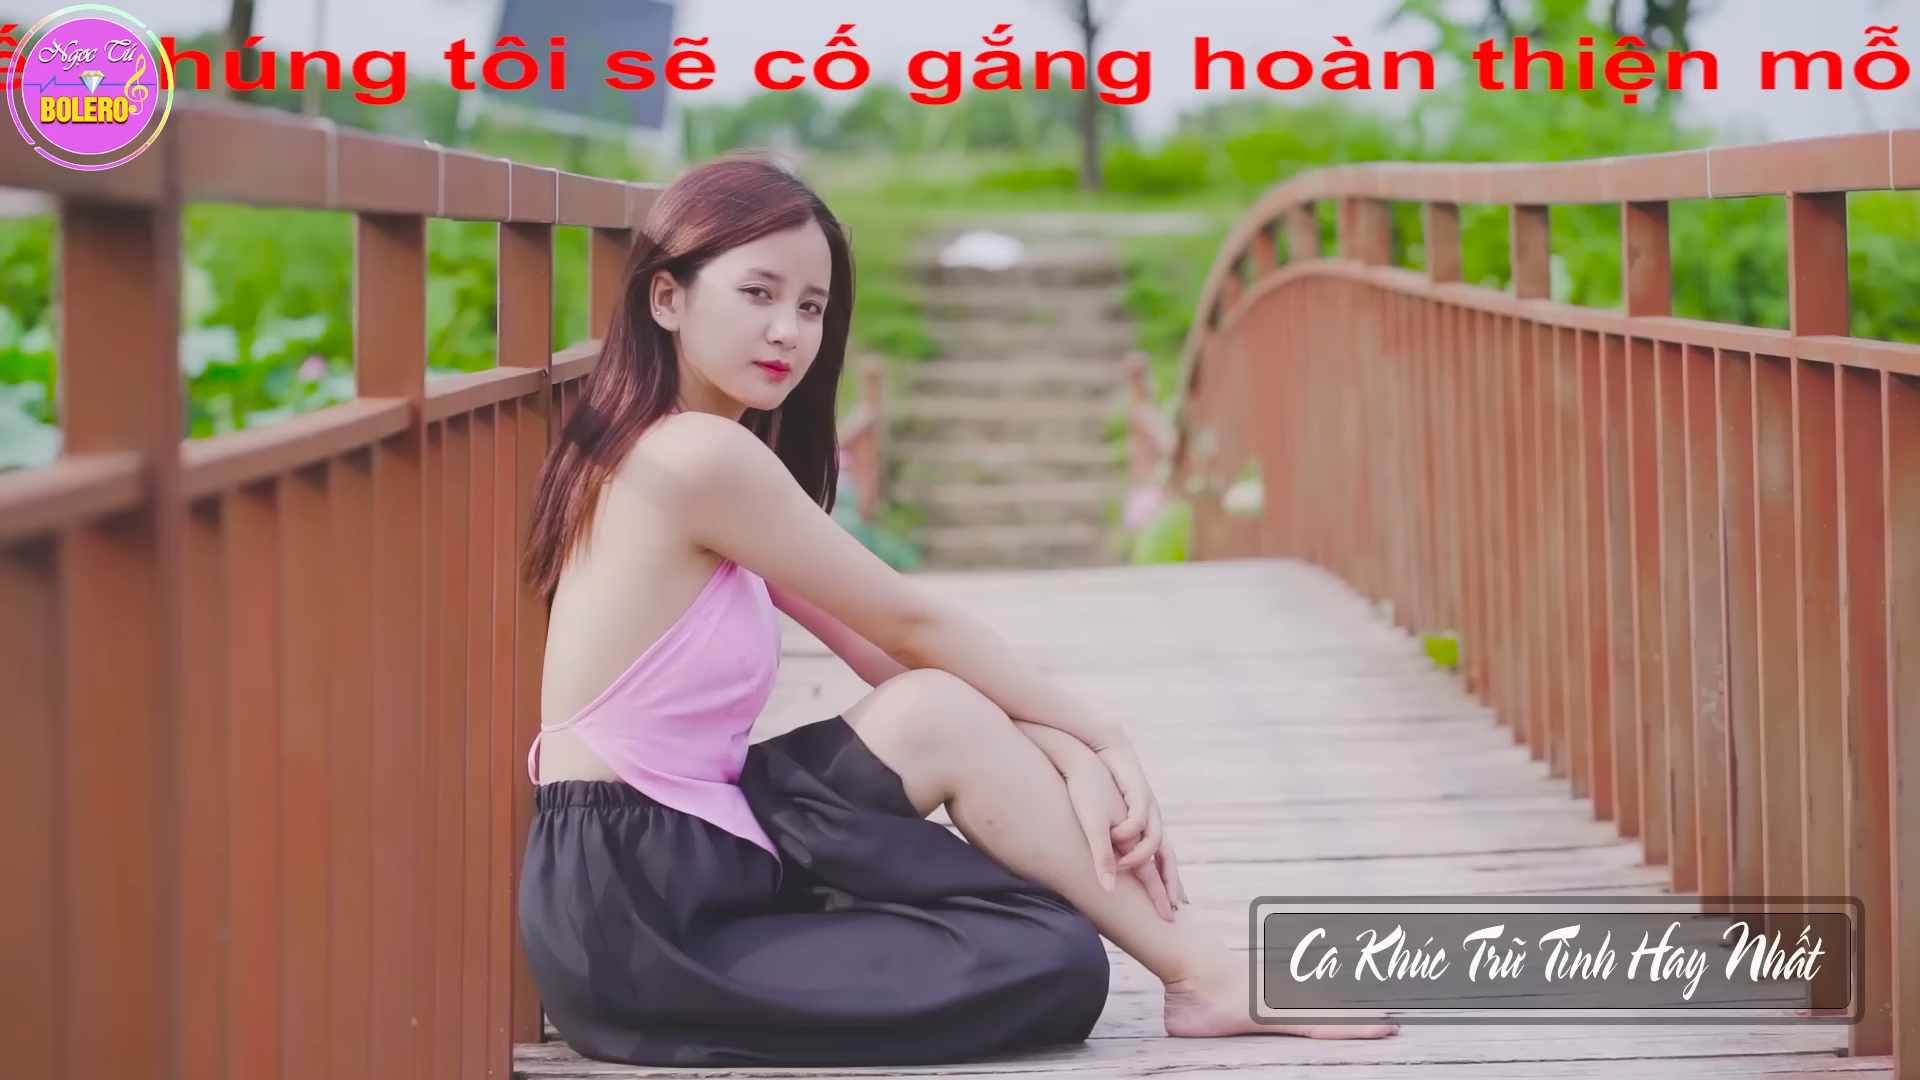 húng tôi sẽ cố gắng hoàn thiện mỗ
Ngọc Tú
BOLERO
Ca Khúc Trữ Tình Hay Nhất